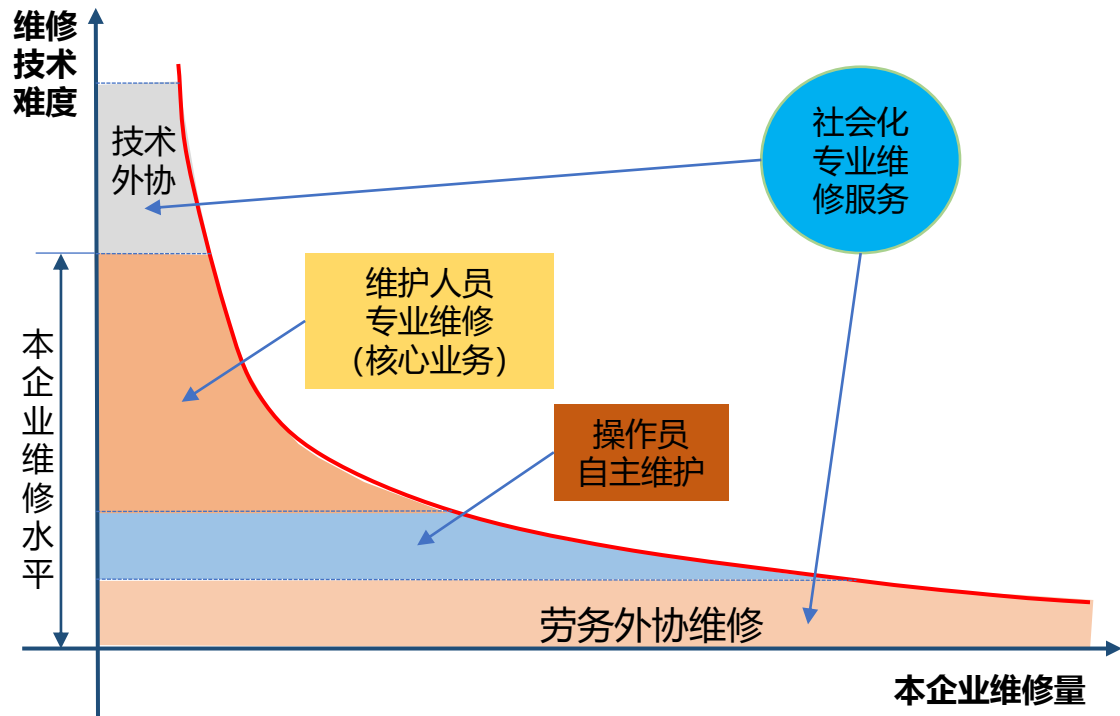 维修
技术
难度
技术
外协
社会化
专业维
修服务
维护人员
专业维修
(核心业务)
操作员
自主维护
本企业维修水平
劳务外协维修
本企业维修量